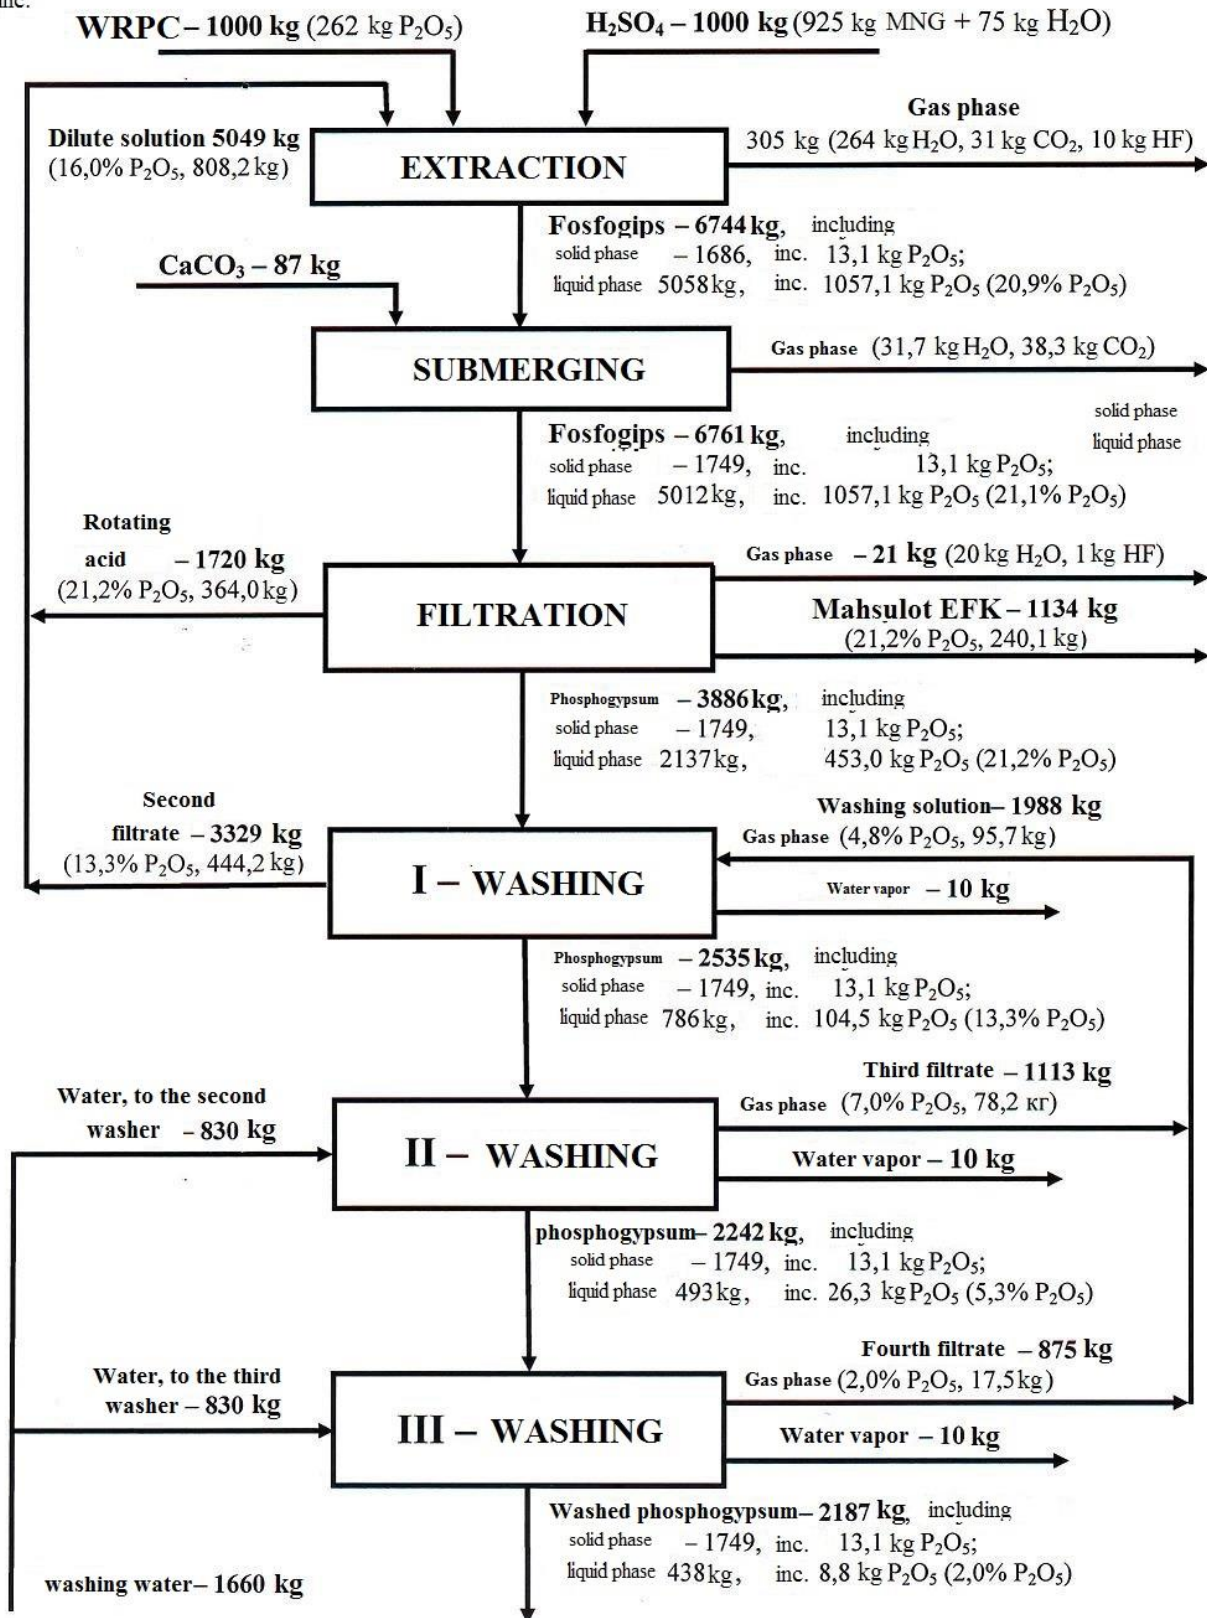 inc.
WRPC – 1000 kg (262 kg P₂O₅)
H₂SO₄ – 1000 kg (925 kg MNG + 75 kg H₂O)
Gas phase
305 kg (264 kg H₂O, 31 kg CO₂, 10 kg HF)
Dilute solution 5049 kg
(16,0% P₂O₅, 808,2 kg)
EXTRACTION
Fosfogips – 6744 kg, including
solid phase – 1686, inc. 13,1 kg P₂O₅;
liquid phase 5058 kg, inc. 1057,1 kg P₂O₅ (20,9% P₂O₅)
CaCO₃ – 87 kg
SUBMERGING
Gas phase (31,7 kg H₂O, 38,3 kg CO₂)
solid phase
liquid phase
Fosfogips – 6761 kg, including
solid phase – 1749, inc. 13,1 kg P₂O₅;
liquid phase 5012 kg, inc. 1057,1 kg P₂O₅ (21,1% P₂O₅)
Rotating
acid – 1720 kg
(21,2% P₂O₅, 364,0 kg)
FILTRATION
Gas phase – 21 kg (20 kg H₂O, 1 kg HF)
Mahsulot EFK – 1134 kg
(21,2% P₂O₅, 240,1 kg)
Phosphogypsum – 3886 kg, including
solid phase – 1749, 13,1 kg P₂O₅;
liquid phase 2137 kg, 453,0 kg P₂O₅ (21,2% P₂O₅)
Second
filtrate – 3329 kg
(13,3% P₂O₅, 444,2 kg)
I – WASHING
Washing solution – 1988 kg
Gas phase (4,8% P₂O₅, 95,7 kg)
Water vapor – 10 kg
Phosphogypsum – 2535 kg, including
solid phase – 1749, inc. 13,1 kg P₂O₅;
liquid phase 786 kg, inc. 104,5 kg P₂O₅ (13,3% P₂O₅)
Water, to the second
washer – 830 kg
II – WASHING
Third filtrate – 1113 kg
Gas phase (7,0% P₂O₅, 78,2 кг)
Water vapor – 10 kg
phosphogypsum – 2242 kg, including
solid phase – 1749, inc. 13,1 kg P₂O₅;
liquid phase 493 kg, inc. 26,3 kg P₂O₅ (5,3% P₂O₅)
Water, to the third
washer – 830 kg
III – WASHING
Fourth filtrate – 875 kg
Gas phase (2,0% P₂O₅, 17,5 kg)
Water vapor – 10 kg
Washed phosphogypsum – 2187 kg, including
solid phase – 1749, inc. 13,1 kg P₂O₅;
liquid phase 438 kg, inc. 8,8 kg P₂O₅ (2,0% P₂O₅)
washing water – 1660 kg